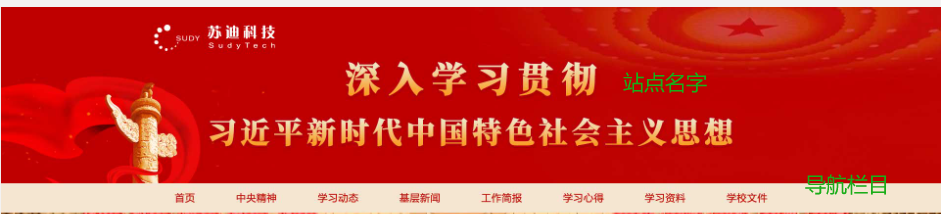 SUDY 苏迪科技
SudyTech
深入学习贯彻 站点名字
习近平新时代中国特色社会主义思想
导航栏目
首页 中央精神 学习动态 基层新闻 工作简报 学习心得 学习资料 学校文件